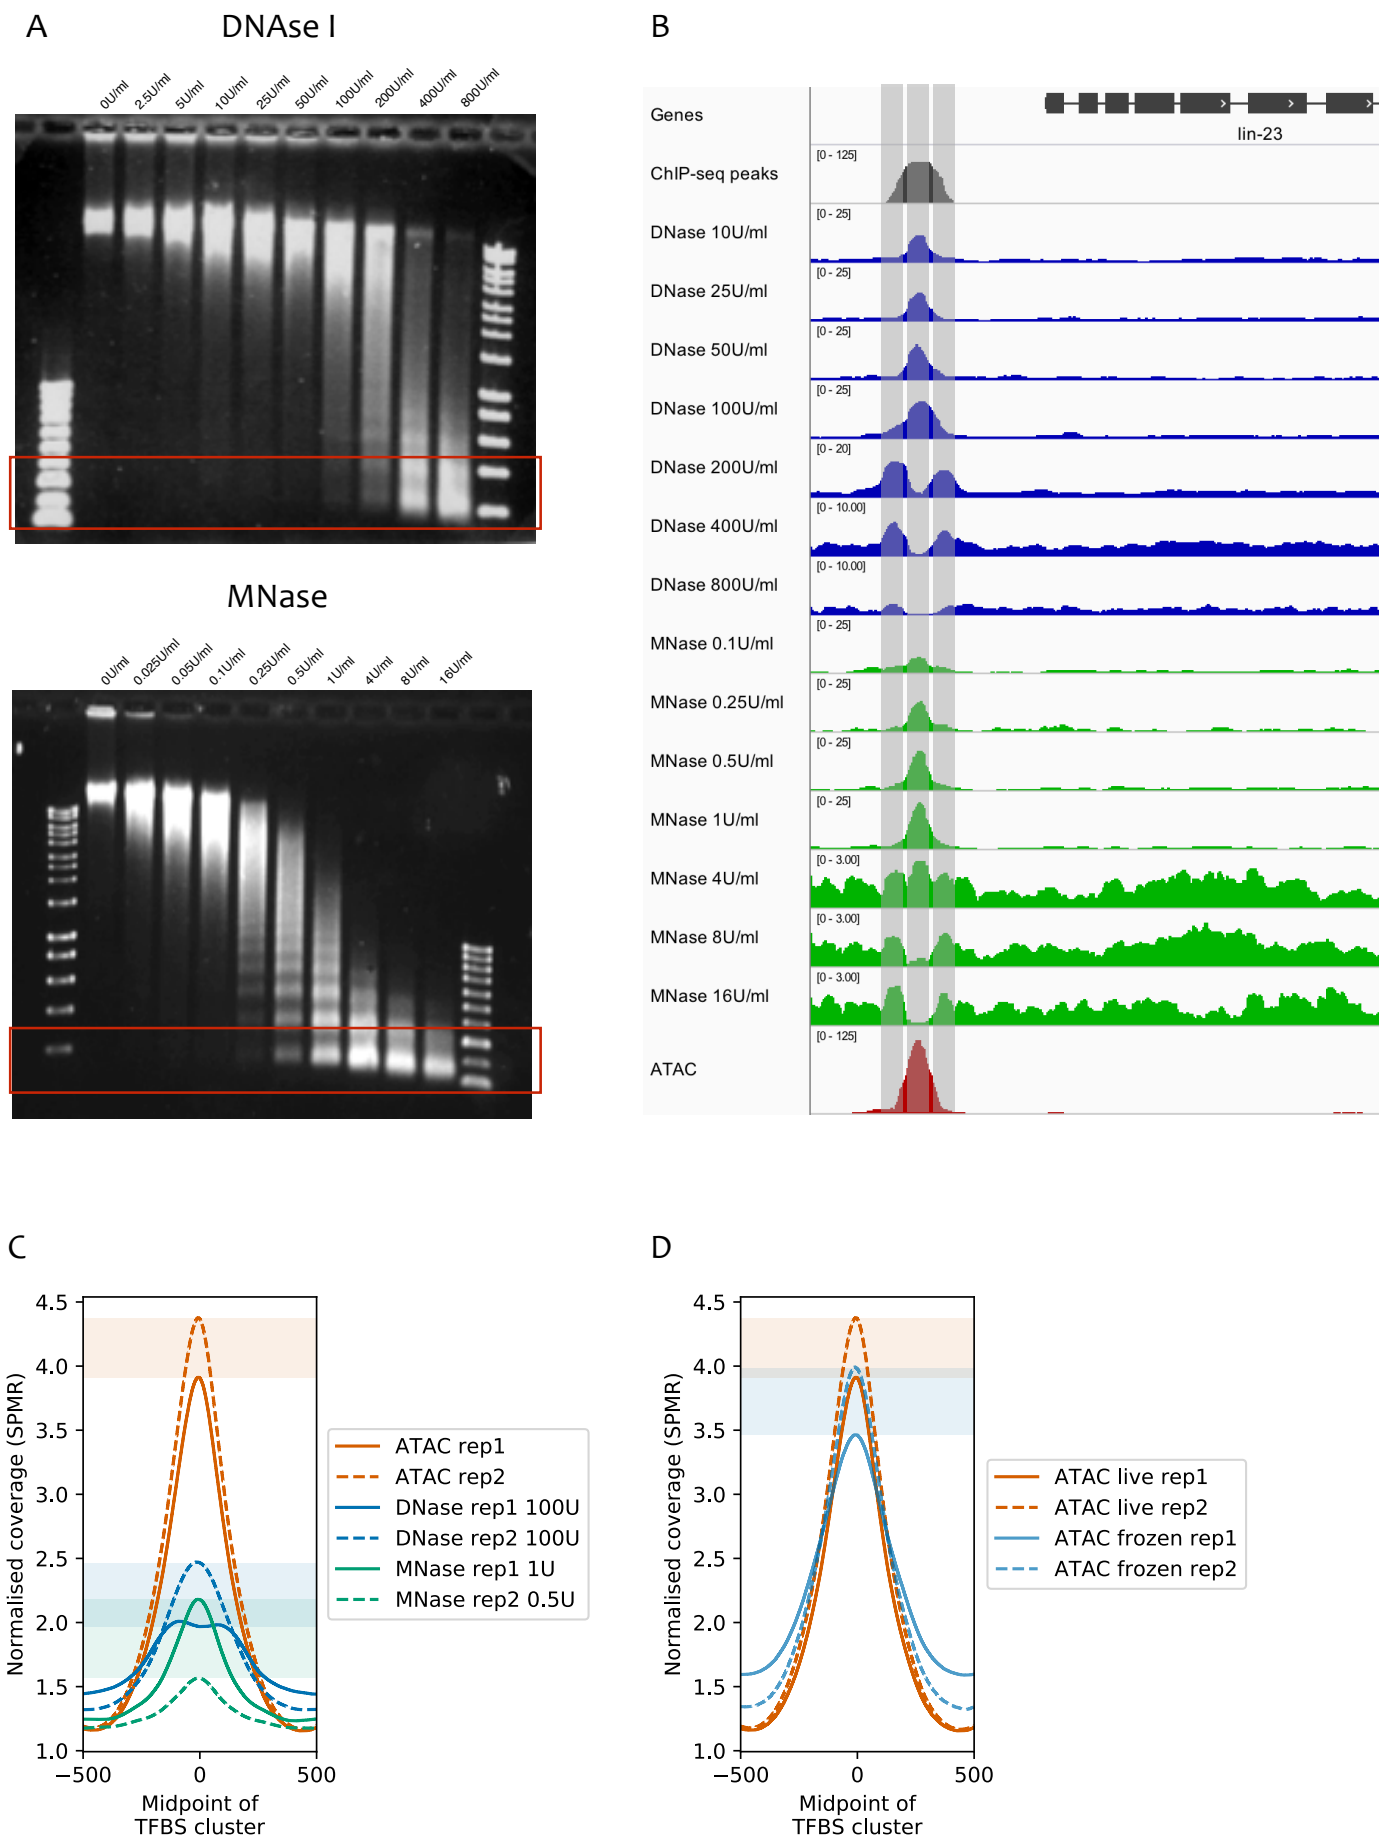 A
DNAse I
0U/ml
2.5U/ml
5U/ml
10U/ml
25U/ml
50U/ml
100U/ml
200U/ml
400U/ml
800U/ml
MNase
0U/ml
0.025U/ml
0.05U/ml
0.1U/ml
0.25U/ml
0.5U/ml
1U/ml
4U/ml
8U/ml
16U/ml
B
Genes
lin-23
ChIP-seq peaks
[0 - 125]
DNase 10U/ml
[0 - 25]
DNase 25U/ml
[0 - 25]
DNase 50U/ml
[0 - 25]
DNase 100U/ml
[0 - 25]
DNase 200U/ml
[0 - 20]
DNase 400U/ml
[0 - 10.00]
DNase 800U/ml
[0 - 10.00]
MNase 0.1U/ml
[0 - 25]
MNase 0.25U/ml
[0 - 25]
MNase 0.5U/ml
[0 - 25]
MNase 1U/ml
[0 - 25]
MNase 4U/ml
[0 - 3.00]
MNase 8U/ml
[0 - 3.00]
MNase 16U/ml
[0 - 3.00]
ATAC
[0 - 125]
C
Normalised coverage (SPMR)
4.5
4.0
3.5
3.0
2.5
2.0
1.5
1.0
−500
0
500
Midpoint of
TFBS cluster
ATAC rep1
ATAC rep2
DNase rep1 100U
DNase rep2 100U
MNase rep1 1U
MNase rep2 0.5U
D
Normalised coverage (SPMR)
4.5
4.0
3.5
3.0
2.5
2.0
1.5
1.0
−500
0
500
Midpoint of
TFBS cluster
ATAC live rep1
ATAC live rep2
ATAC frozen rep1
ATAC frozen rep2